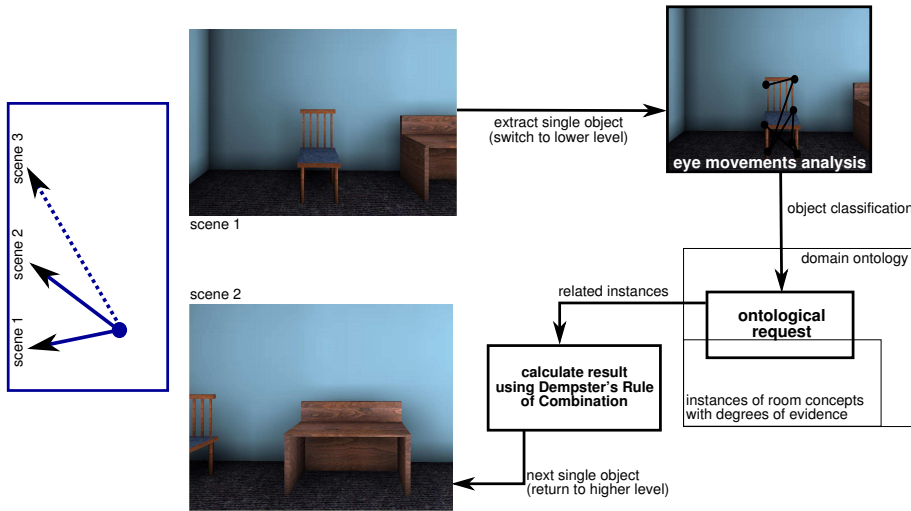 scene 3
scene 2
scene 1
scene 1
extract single object
(switch to lower level)
eye movements analysis
object classification
domain ontology
ontological
request
instances of room concepts
with degrees of evidence
related instances
calculate result
using Dempster's Rule
of Combination
scene 2
next single object
(return to higher level)